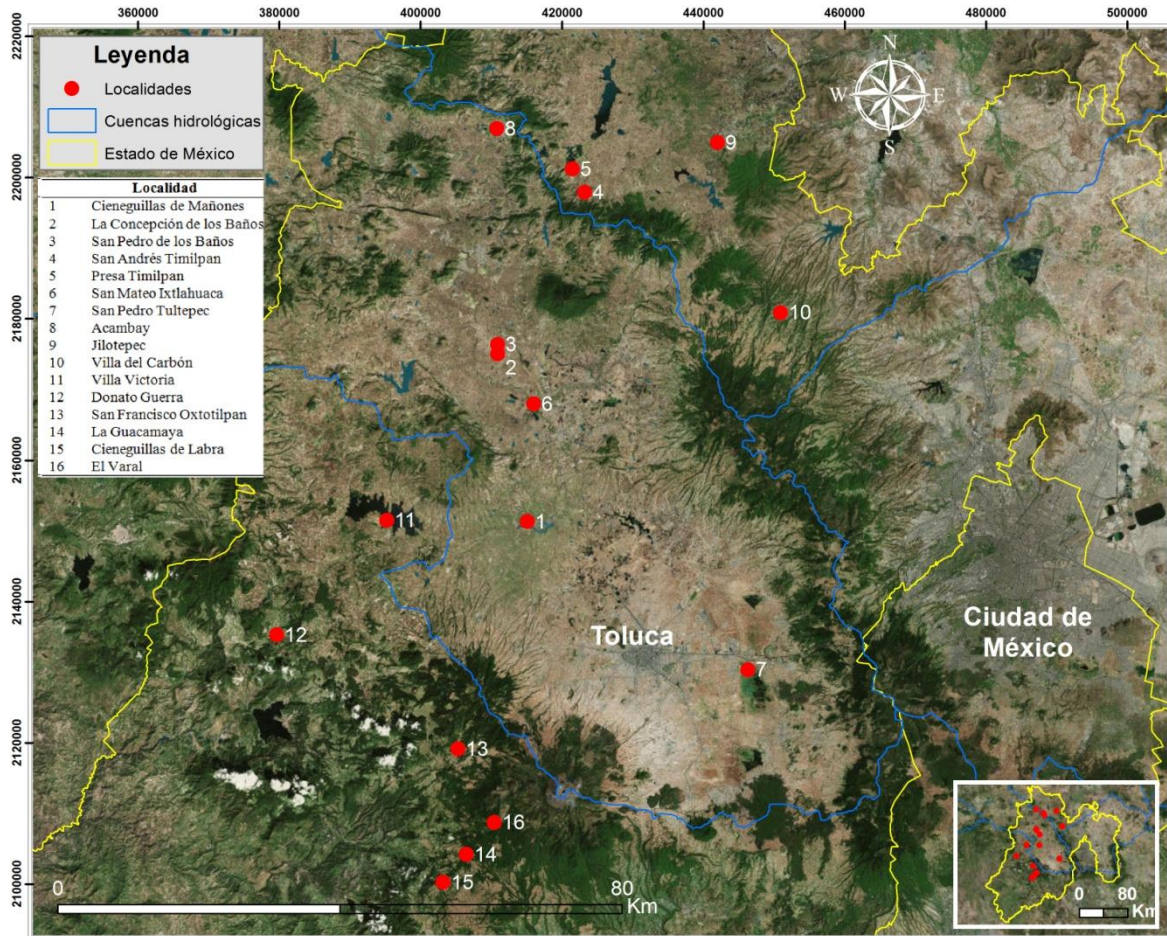 360000 380000 400000 420000 440000 460000 480000 500000
2220000
2200000
2180000
2160000
2140000
2120000
2100000
Leyenda
Localidades
Cuencas hidrológicas
Estado de México
Localidad
1 Cieneguillas de Mañones
2 La Concepción de los Baños
3 San Pedro de los Baños
4 San Andrés Timilpan
5 Presa Timilpan
6 San Mateo Ixtlahuaca
7 San Pedro Tultepec
8 Acambay
9 Jilotepec
10 Villa del Carbón
11 Villa Victoria
12 Donato Guerra
13 San Francisco Oxtotilpan
14 La Guacamaya
15 Cieneguillas de Labra
16 El Varal
N
W E
S
8
9
5
4
10
3
2
6
11
1
12
Toluca
Ciudad de
México
7
13
16
14
15
0 80
Km
0 80
Km